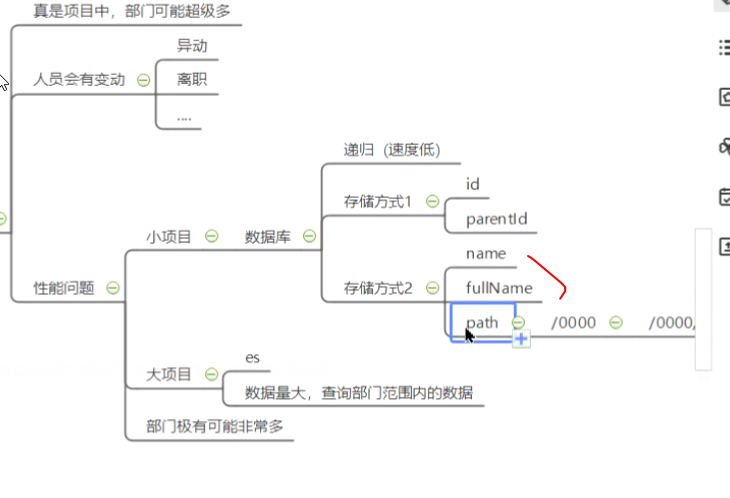 真是项目中，部门可能超级多
异动
人员会有变动
离职
....
递归（速度低）
id
存储方式1
parentId
小项目
数据库
name
存储方式2
fullName
性能问题
path
/0000
/0000,
es
大项目
数据量大，查询部门范围内的数据
部门极有可能非常多